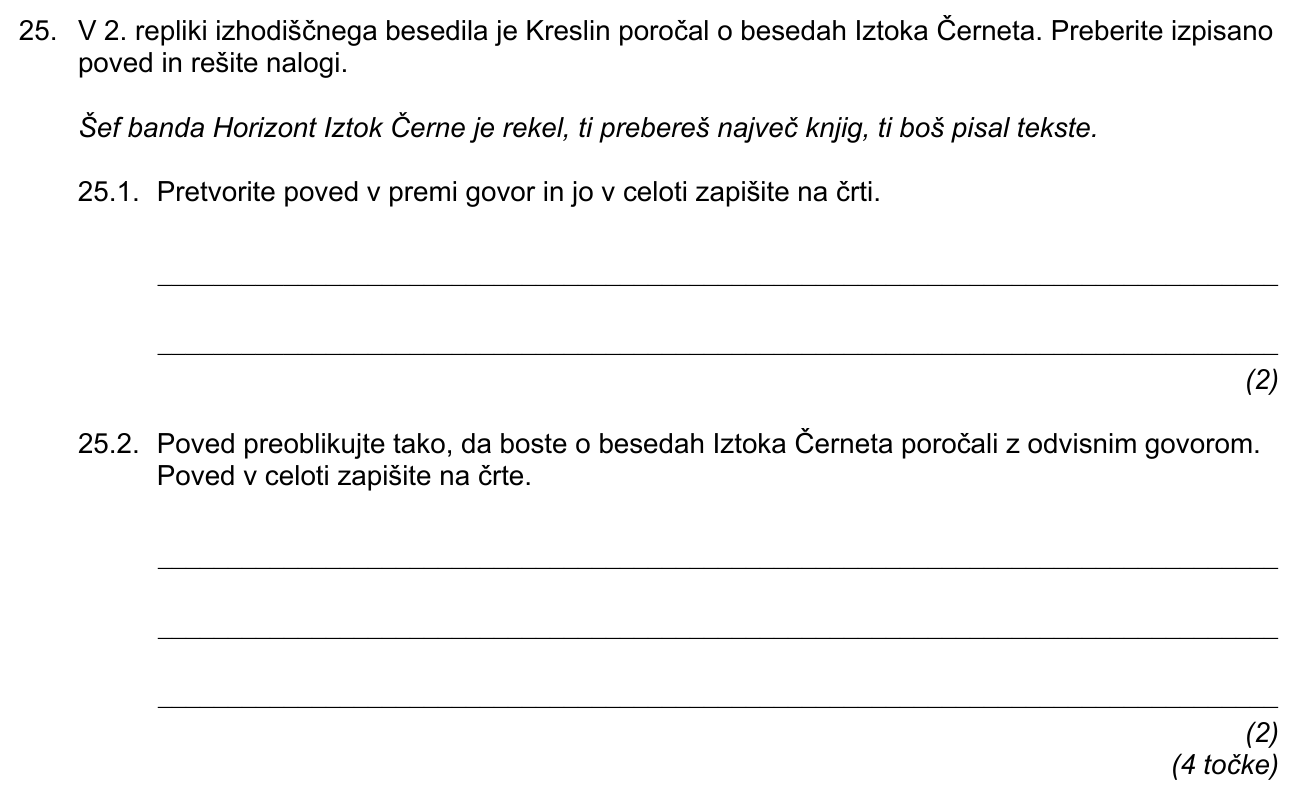 25. V 2. repliki izhodiščnega besedila je Kreslin poročal o besedah Iztoka Černeta. Preberite izpisano
poved in rešite nalogi.
Šef banda Horizont Iztok Černe je rekel, ti prebereš največ knjig, ti boš pisal tekste.
25.1. Pretvorite poved v premi govor in jo v celoti zapišite na črti.
(2)
25.2. Poved preoblikujte tako, da boste o besedah Iztoka Černeta poročali z odvisnim govorom.
Poved v celoti zapišite na črte.
(2)
(4 točke)